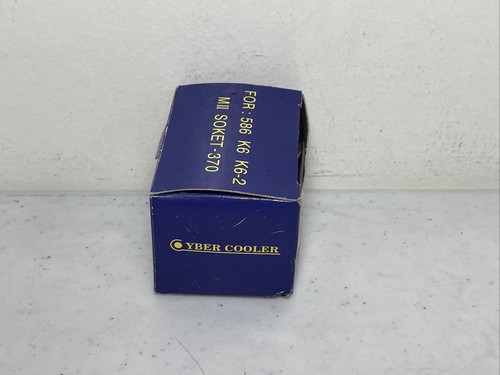 FOR: 586 K6 K6-2
MII SOKET-370
CYBER COOLER